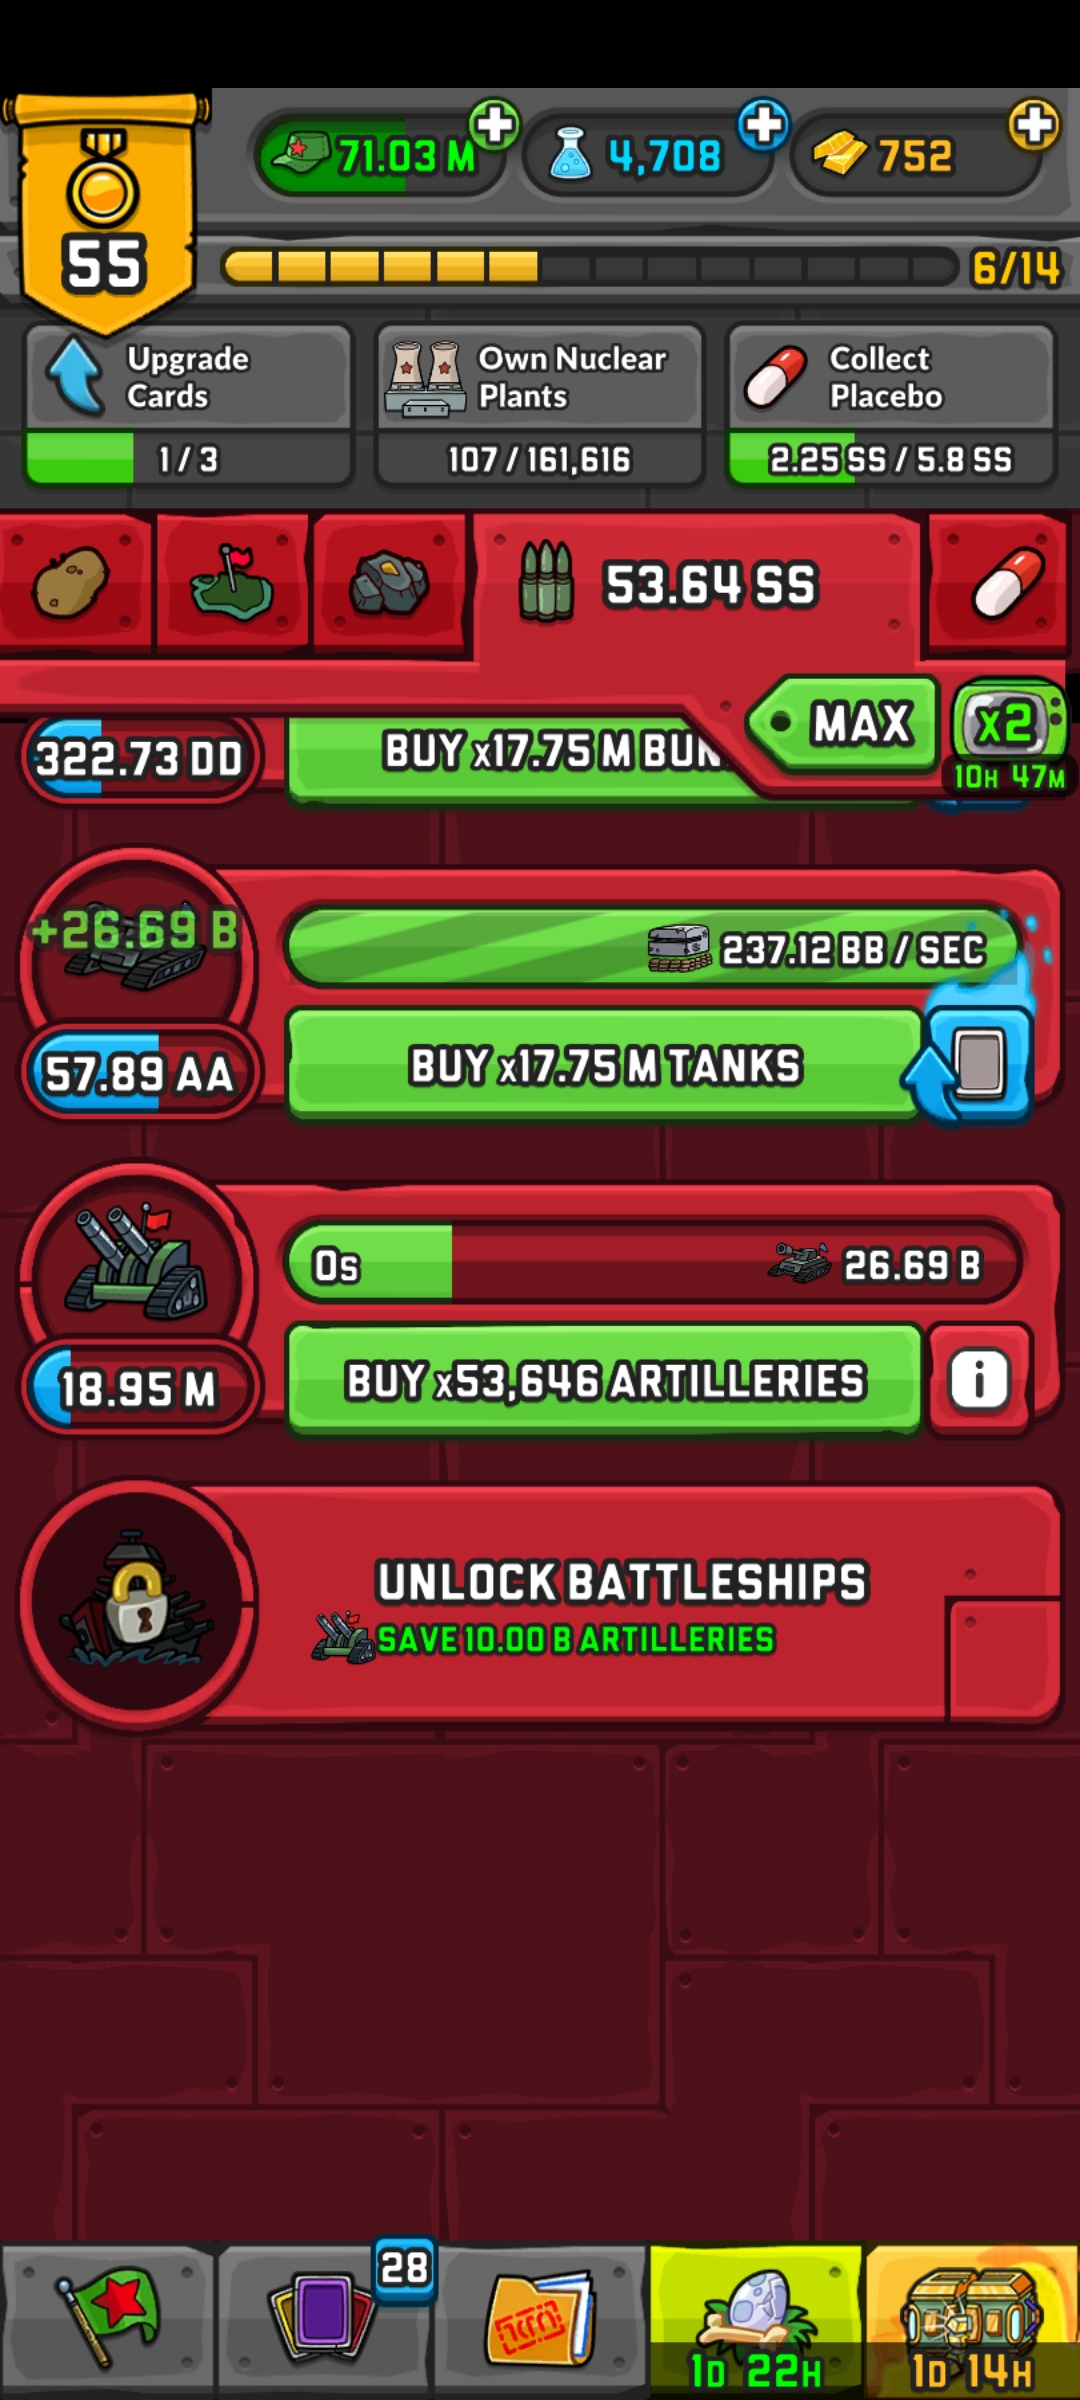 71.03 M
4,708
752
55
6/14
Upgrade
Cards
1 / 3
Own Nuclear
Plants
107 / 161,616
Collect
Placebo
2.25 SS / 5.8 SS
53.64 SS
MAX
x2
10H 47M
322.73 DD
BUY x17.75 M BUN
+26.69 B
237.12 BB / SEC
57.89 AA
BUY x17.75 M TANKS
0s
26.69 B
18.95 M
BUY x53,646 ARTILLERIES
i
UNLOCK BATTLESHIPS
SAVE 10.00 B ARTILLERIES
28
1D 22H
1D 14H